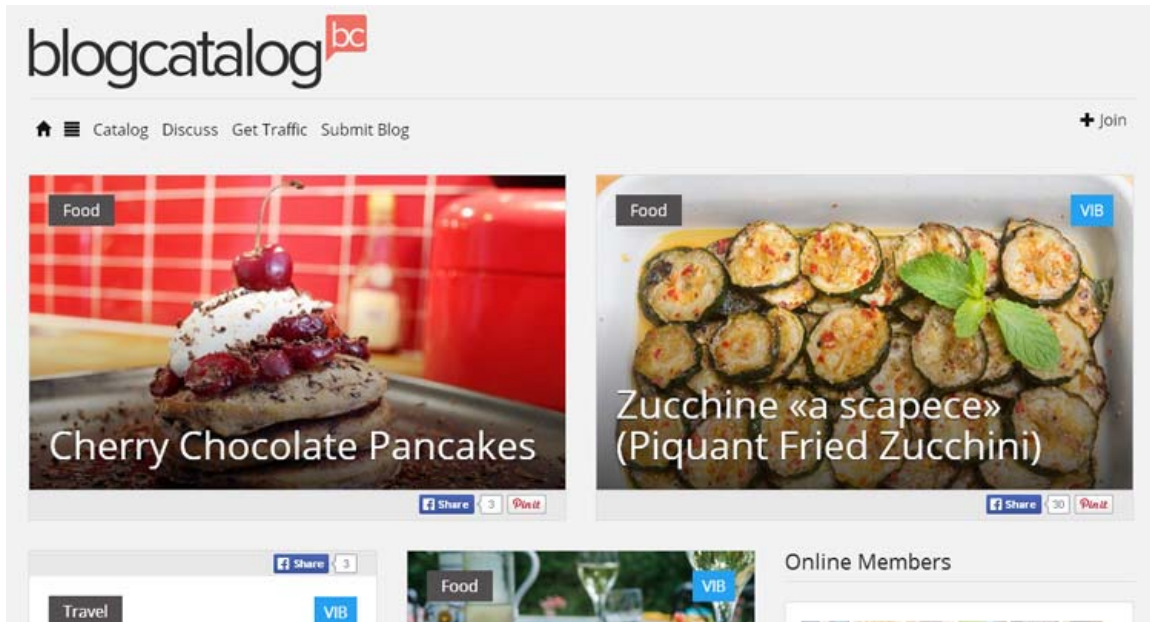 blogcatalog bc
Catalog Discuss Get Traffic Submit Blog
Join
Food
Cherry Chocolate Pancakes
Share 3 Pin it
Food
VIB
Zucchine «a scapece»
(Piquant Fried Zucchini)
Share 30 Pin it
Share 3
Travel
VIB
Food
VIB
Online Members